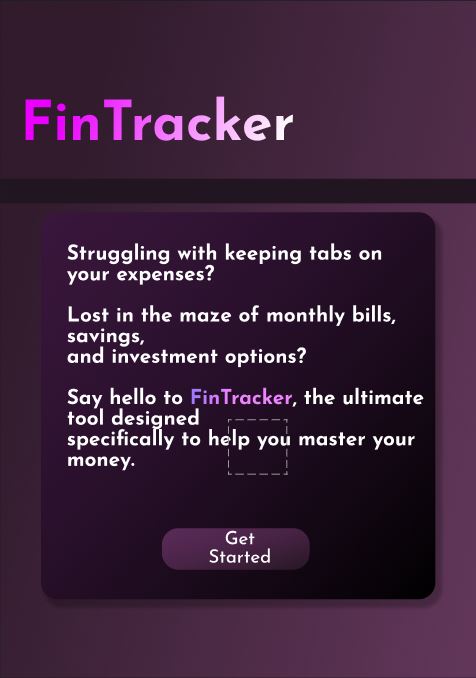 FinTracker
Struggling with keeping tabs on
your expenses?
Lost in the maze of monthly bills,
savings,
and investment options?
Say hello to FinTracker, the ultimate
tool designed
specifically to help you master your
money.
Get
Started